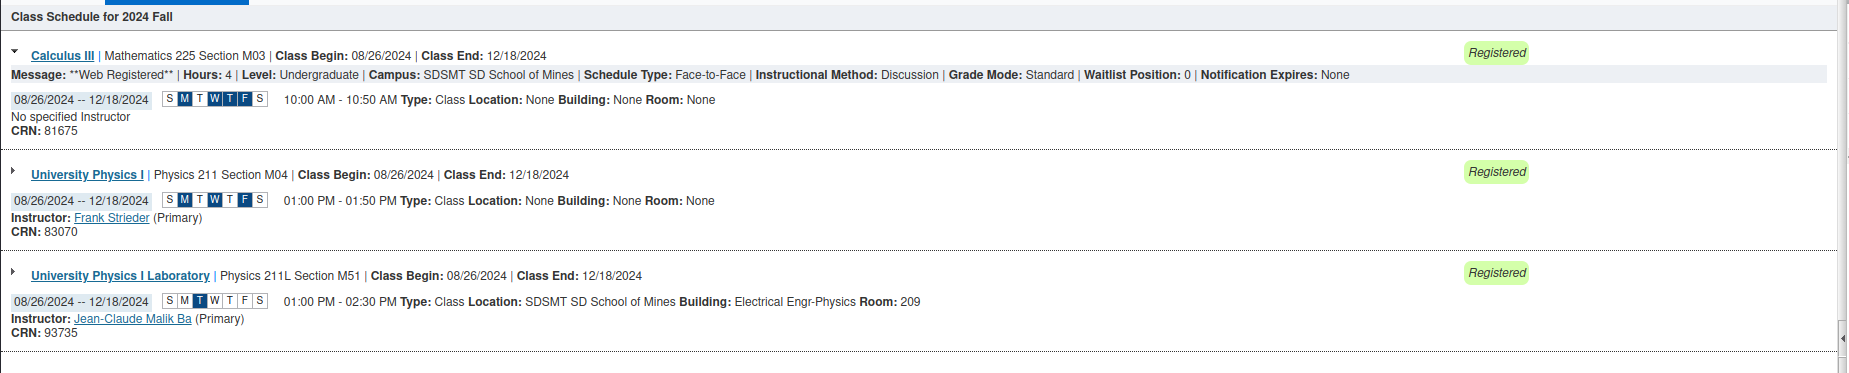 Class Schedule for 2024 Fall
Calculus III | Mathematics 225 Section M03 | Class Begin: 08/26/2024 | Class End: 12/18/2024 Registered
Message: **Web Registered** | Hours: 4 | Level: Undergraduate | Campus: SDSMT SD School of Mines | Schedule Type: Face-to-Face | Instructional Method: Discussion | Grade Mode: Standard | Waitlist Position: 0 | Notification Expires: None
08/26/2024 -- 12/18/2024 S M T W T F S 10:00 AM - 10:50 AM Type: Class Location: None Building: None Room: None
No specified Instructor
CRN: 81675
University Physics I | Physics 211 Section M04 | Class Begin: 08/26/2024 | Class End: 12/18/2024 Registered
08/26/2024 -- 12/18/2024 S M T W T F S 01:00 PM - 01:50 PM Type: Class Location: None Building: None Room: None
Instructor: Frank Strieder (Primary)
CRN: 83070
University Physics I Laboratory | Physics 211L Section M51 | Class Begin: 08/26/2024 | Class End: 12/18/2024 Registered
08/26/2024 -- 12/18/2024 S M T W T F S 01:00 PM - 02:30 PM Type: Class Location: SDSMT SD School of Mines Building: Electrical Engr-Physics Room: 209
Instructor: Jean-Claude Malik Ba (Primary)
CRN: 93735